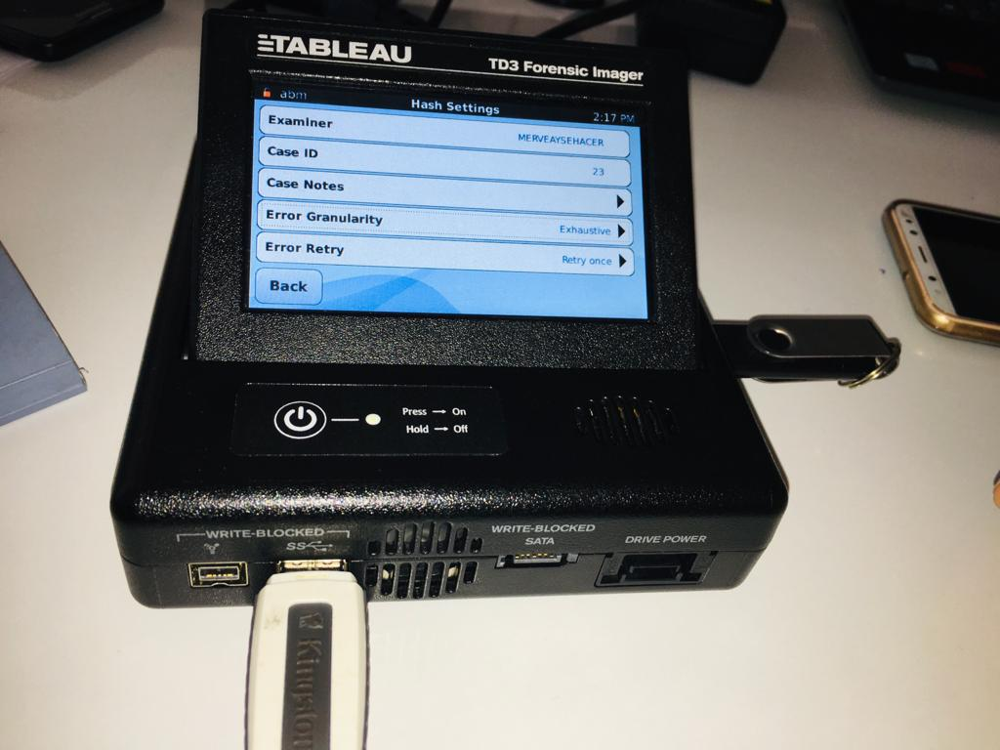 TABLEAU
TD3 Forensic Imager
abm
Hash Settings
2:17 PM
Examiner
MERVEAYSEHACER
Case ID
23
Case Notes
Error Granularity
Exhaustive
Error Retry
Retry once
Back
Press → On
Hold → Off
WRITE-BLOCKED
SS
WRITE-BLOCKED
SATA
DRIVE POWER
Kingston